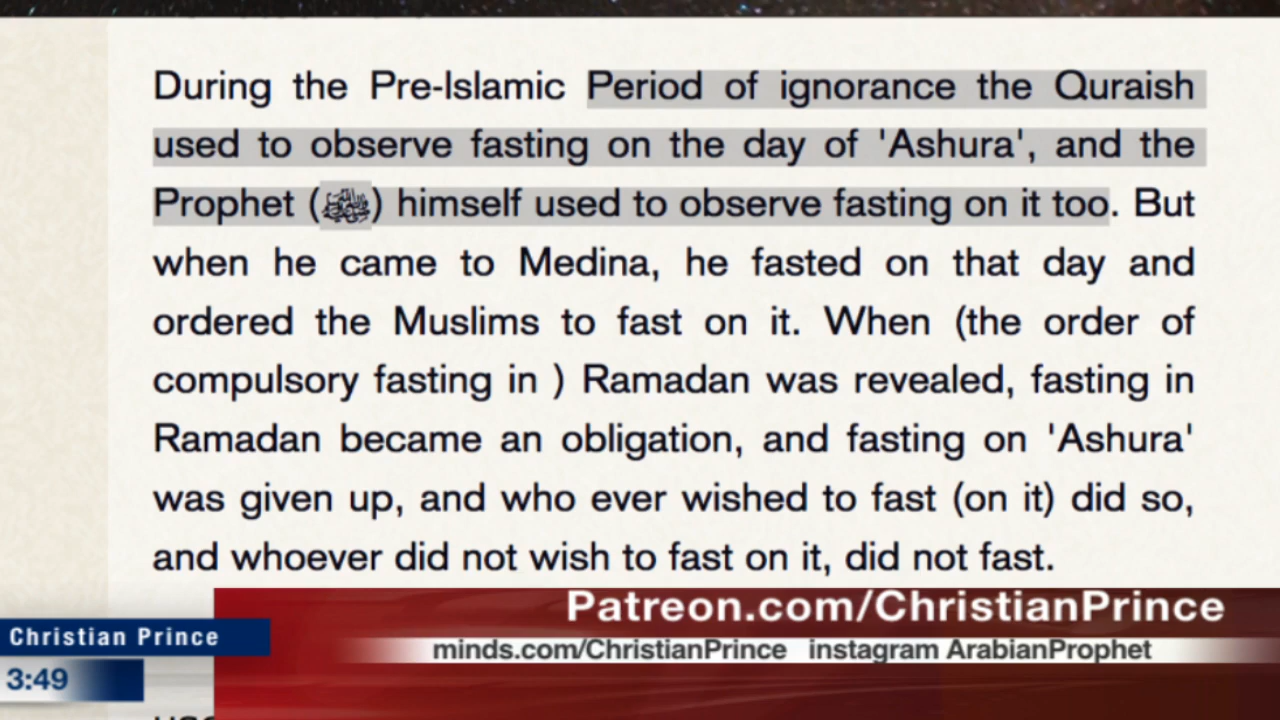 During the Pre-Islamic Period of ignorance the Quraish
used to observe fasting on the day of 'Ashura', and the
Prophet (ﷺ) himself used to observe fasting on it too. But
when he came to Medina, he fasted on that day and
ordered the Muslims to fast on it. When (the order of
compulsory fasting in ) Ramadan was revealed, fasting in
Ramadan became an obligation, and fasting on 'Ashura'
was given up, and who ever wished to fast (on it) did so,
and whoever did not wish to fast on it, did not fast.
Patreon.com/ChristianPrince
Christian Prince
minds.com/ChristianPrince instagram ArabianProphet
3:49